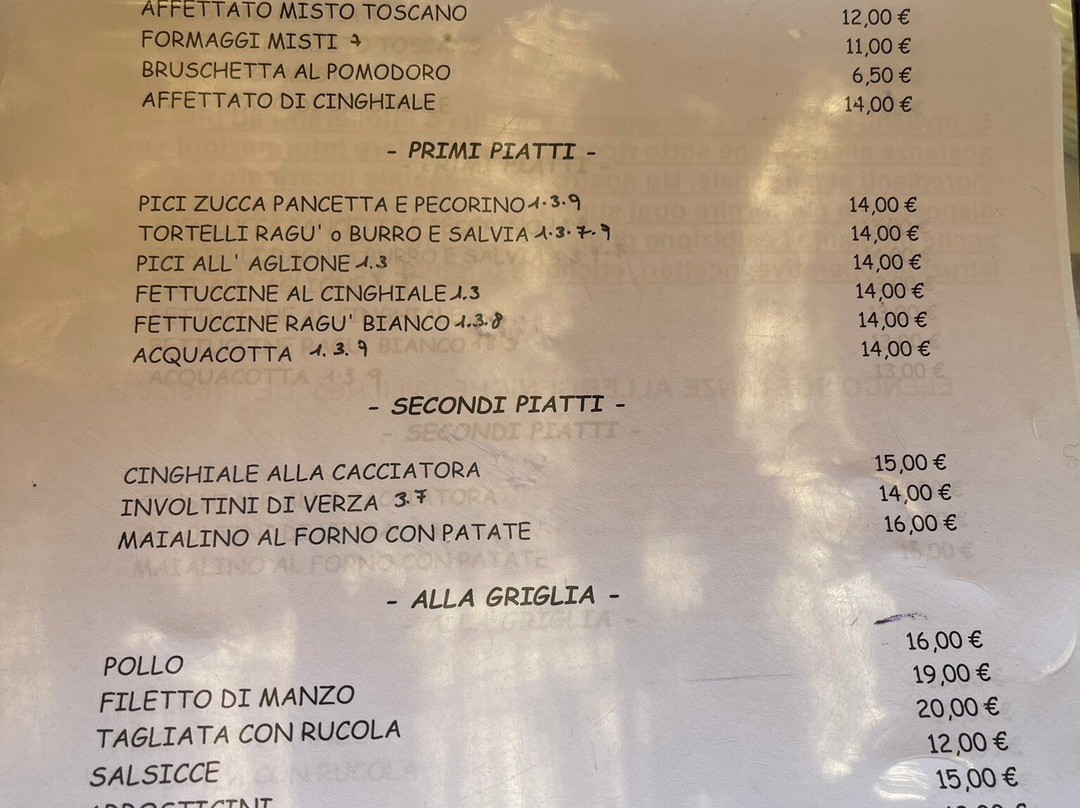 AFFETTATO MISTO TOSCANO 12,00 €
FORMAGGI MISTI 7 11,00 €
BRUSCHETTA AL POMODORO 6,50 €
AFFETTATO DI CINGHIALE 14,00 €
- PRIMI PIATTI -
PICI ZUCCA PANCETTA E PECORINO 1.3.9 14,00 €
TORTELLI RAGU' o BURRO E SALVIA 1.3.7.9 14,00 €
PICI ALL' AGLIONE 1.3 14,00 €
FETTUCCINE AL CINGHIALE 1.3 14,00 €
FETTUCCINE RAGU' BIANCO 1.3.8 14,00 €
ACQUACOTTA 1.3.9 14,00 €
- SECONDI PIATTI -
CINGHIALE ALLA CACCIATORA 15,00 €
INVOLTINI DI VERZA 3.7 14,00 €
MAIALINO AL FORNO CON PATATE 16,00 €
- ALLA GRIGLIA -
POLLO 16,00 €
FILETTO DI MANZO 19,00 €
TAGLIATA CON RUCOLA 20,00 €
SALSICCE 12,00 €
ARROSTICINI 15,00 €